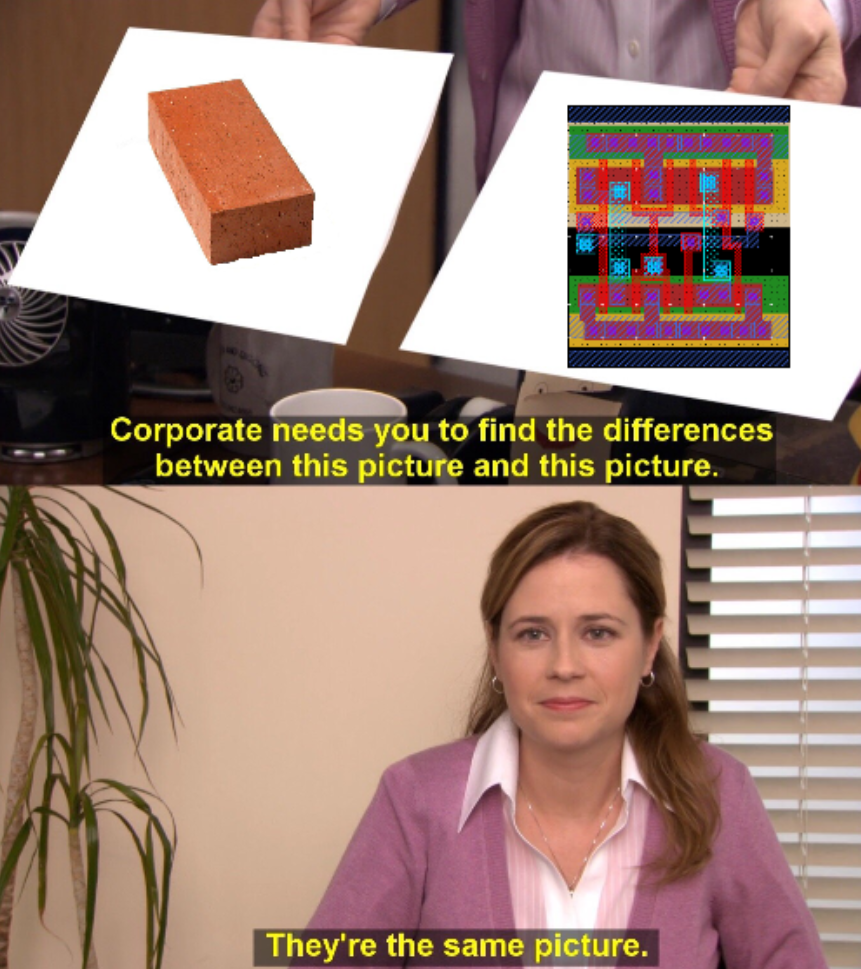 Corporate needs you to find the differences
between this picture and this picture.
They're the same picture.